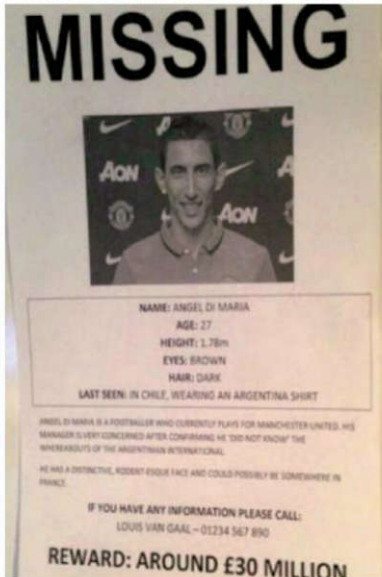 MISSING
AON
AON
NAME: ANGEL DI MARIA
AGE: 27
HEIGHT: 1.78m
EYES: BROWN
HAIR: DARK
LAST SEEN: IN CHILE, WEARING AN ARGENTINA SHIRT
ANGEL DI MARIA IS A FOOTBALLER WHO CURRENTLY PLAYS FOR MANCHESTER UNITED. HIS
MANAGER IS VERY CONCERNED AFTER CONFIRMING HE 'DID NOT KNOW' THE
WHEREABOUTS OF THE ARGENTINIAN INTERNATIONAL.
HE HAS A DISTINCTIVE, RODENT-ESQUE FACE AND COULD POSSIBLY BE SOMEWHERE IN
FRANCE.
IF YOU HAVE ANY INFORMATION PLEASE CALL:
LOUIS VAN GAAL – 01234 567 890
REWARD: AROUND £30 MILLION